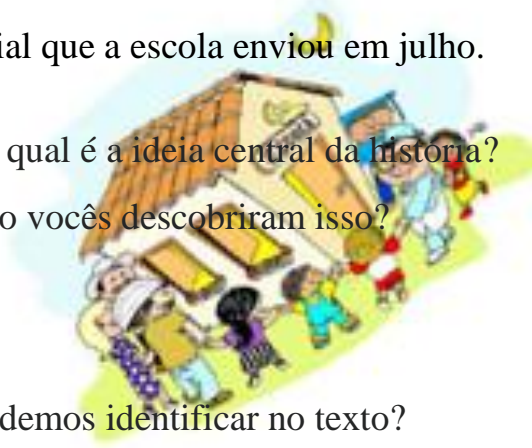 ial que a escola enviou em julho.
qual é a ideia central da história?
o vocês descobriram isso?
demos identificar no texto?